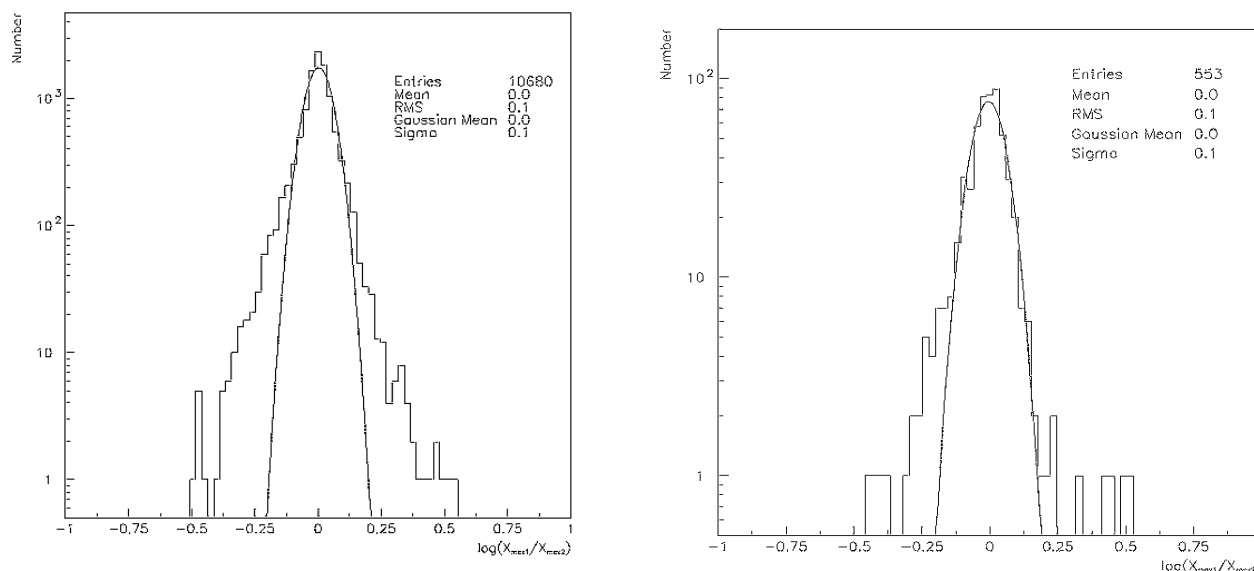 Number
Entries 10680
Mean 0.0
RMS 0.1
Gaussian Mean 0.0
Sigma 0.1
10³
10²
10
1
-1 -0.75 -0.5 -0.25 0 0.25 0.5 0.75 1
log(Xmax1/Xmax2)
Number
Entries 553
Mean 0.0
RMS 0.1
Gaussian Mean 0.0
Sigma 0.1
10²
10
1
-1 -0.75 -0.5 -0.25 0 0.25 0.5 0.75